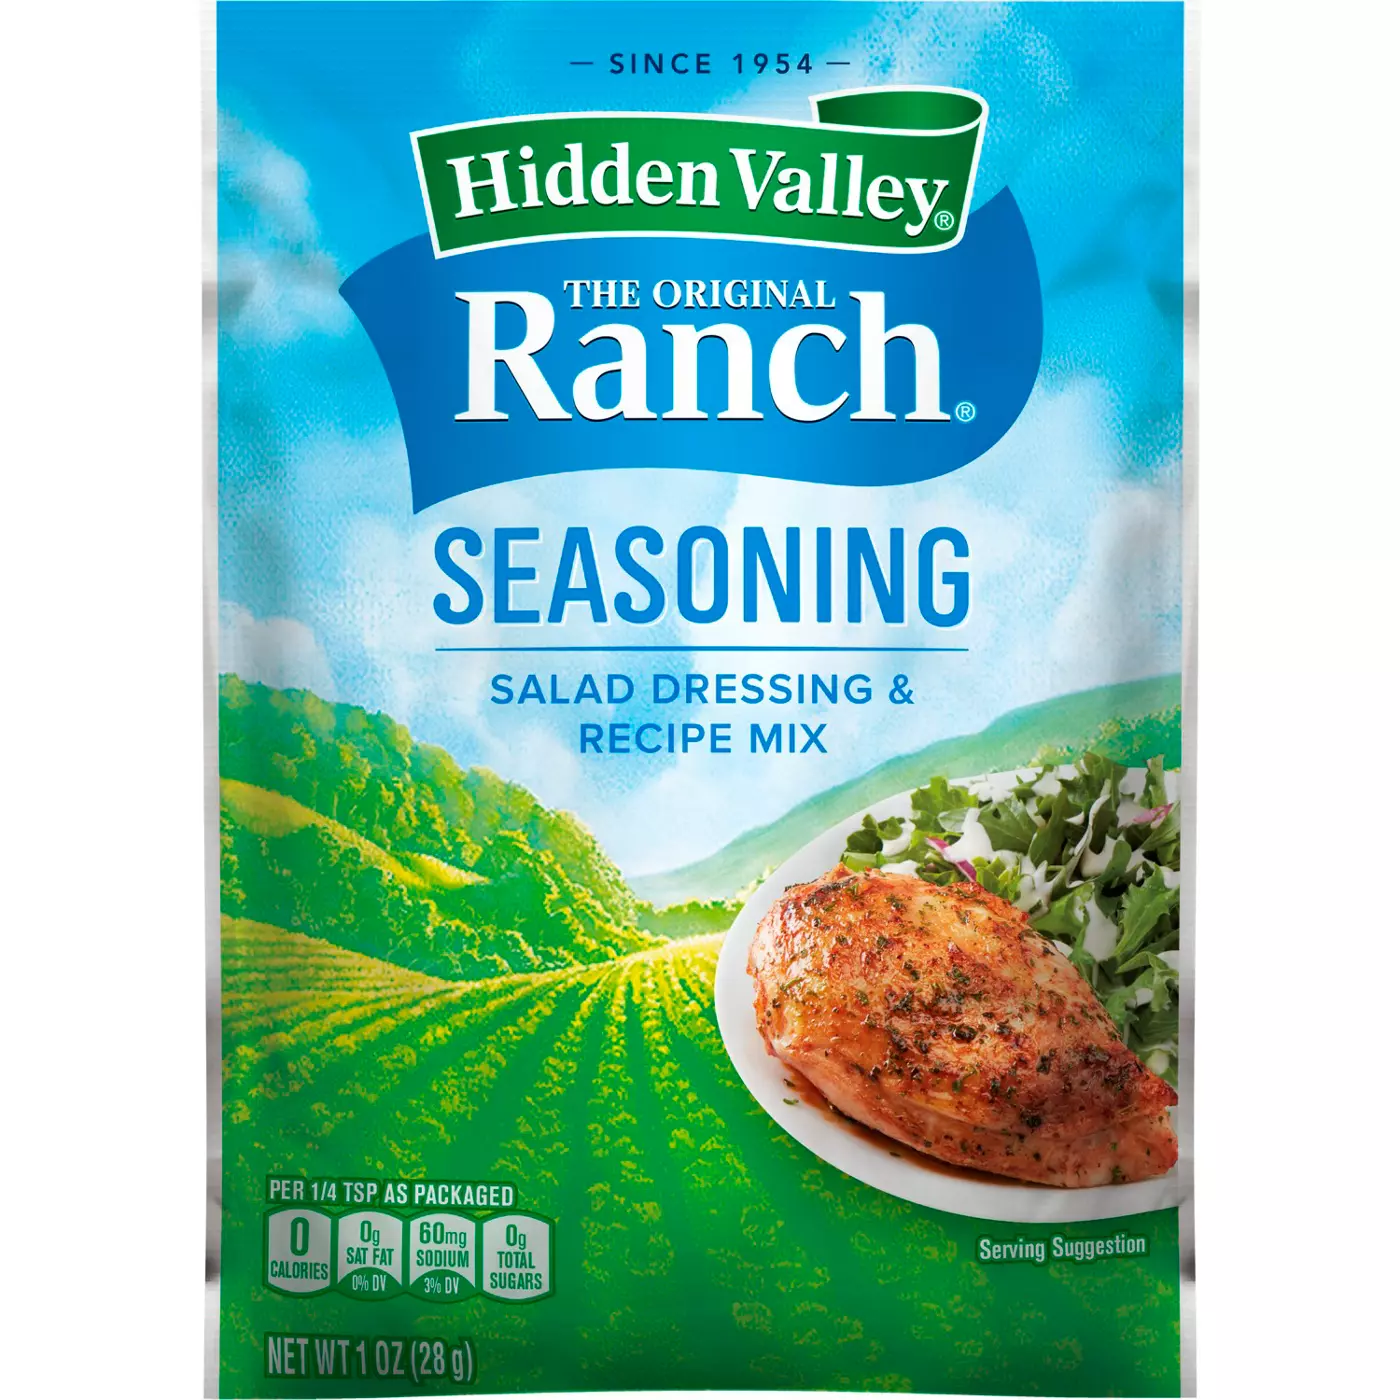 — SINCE 1954 —
Hidden Valley®
THE ORIGINAL
Ranch®
SEASONING
SALAD DRESSING &
RECIPE MIX
PER 1/4 TSP AS PACKAGED
0
CALORIES
0g
SAT FAT
0% DV
60mg
SODIUM
3% DV
0g
TOTAL
SUGARS
Serving Suggestion
NET WT 1 OZ (28 g)